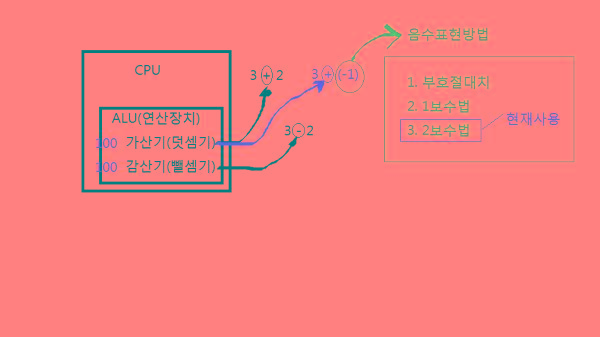 음수표현방법
CPU
3 + 2
3 + (-1)
1. 부호절대치
2. 1보수법
3. 2보수법
현재사용
ALU(연산장치)
100 가산기(덧셈기)
100 감산기(뺄셈기)
3 - 2